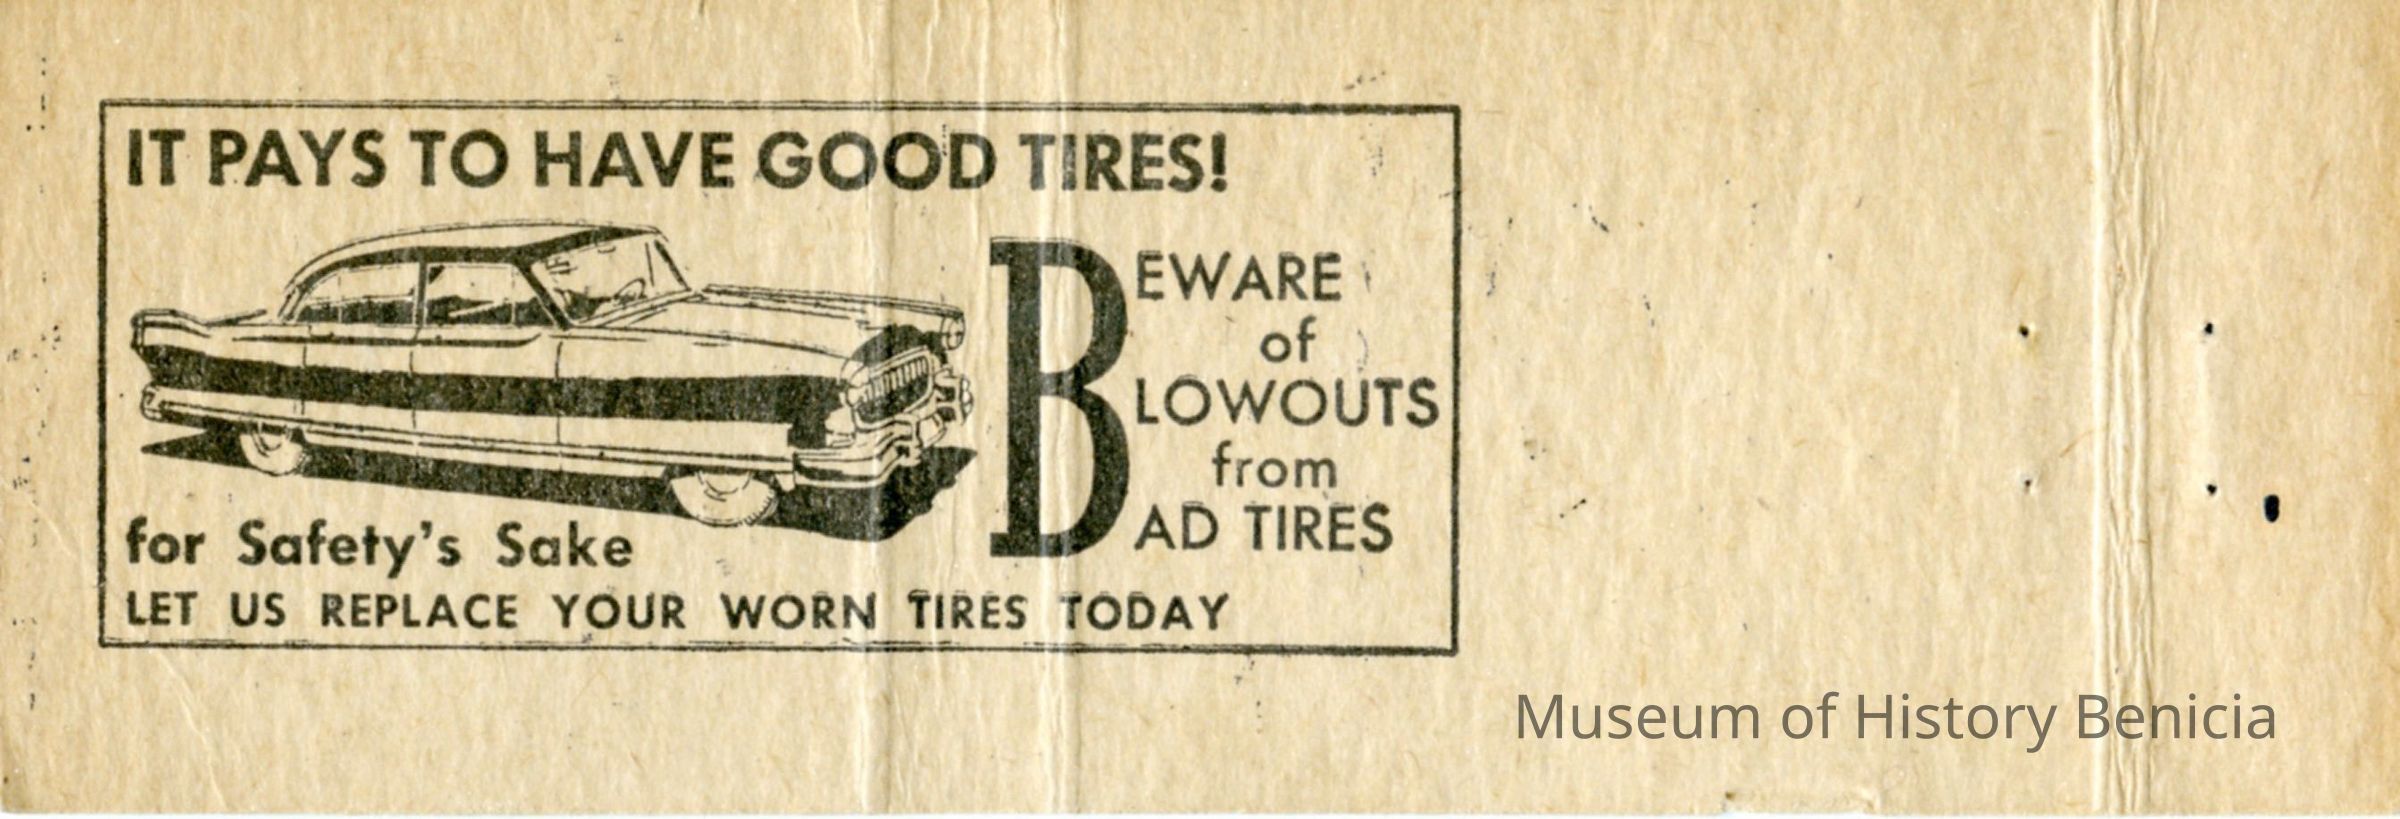 IT PAYS TO HAVE GOOD TIRES!
BEWARE
of
BLOWOUTS
from
BAD TIRES
for Safety's Sake
LET US REPLACE YOUR WORN TIRES TODAY
Museum of History Benicia